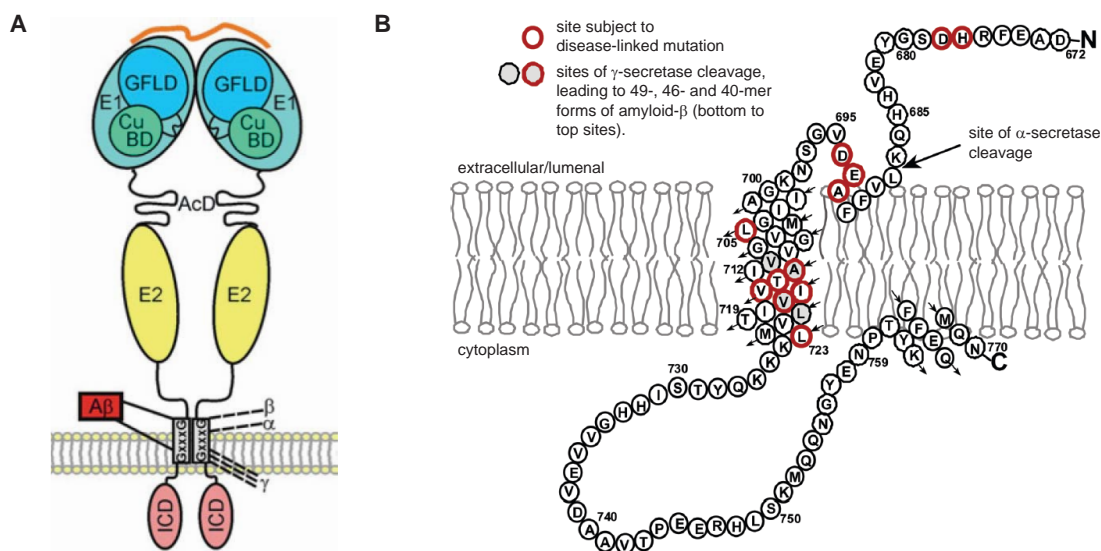 A
GFLD
GFLD
E1
E1
Cu
BD
Cu
BD
AcD
E2
E2
Aβ
GxxxG
GxxxG
β
α
γ
ICD
ICD
B
site subject to
disease-linked mutation
sites of γ-secretase cleavage,
leading to 49-, 46- and 40-mer
forms of amyloid-β (bottom to
top sites).
extracellular/lumenal
cytoplasm
site of α-secretase
cleavage
Y G S D H R F E A D N
680
672
E
V
H
H
685
Q
K
L
V
F
F
A
E
D
V
695
G
S
N
K
G
700
A
I
I
G
L
M
V
705
G
G
V
V
712
I
A
T
V
I
V
719
I
T
L
V
M
L
723
K
K
K Q Y T S I H H G V V E V D A A V T P E E R H L S K M Q Q N G Y E N P T
730
740
750
759
Y
K
F
F
E
Q
M
Q
N
770
C